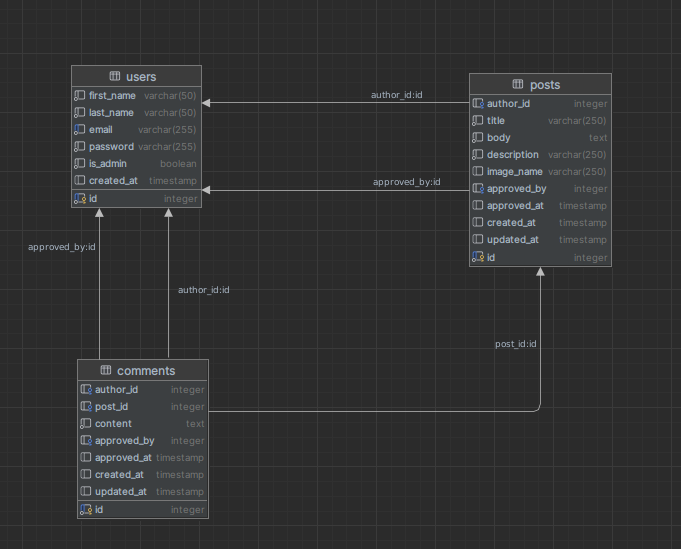 users
first_name varchar(50)
last_name varchar(50)
email varchar(255)
password varchar(255)
is_admin boolean
created_at timestamp
id integer
author_id:id
approved_by:id
posts
author_id integer
title varchar(250)
body text
description varchar(250)
image_name varchar(250)
approved_by integer
approved_at timestamp
created_at timestamp
updated_at timestamp
id integer
approved_by:id
author_id:id
post_id:id
comments
author_id integer
post_id integer
content text
approved_by integer
approved_at timestamp
created_at timestamp
updated_at timestamp
id integer